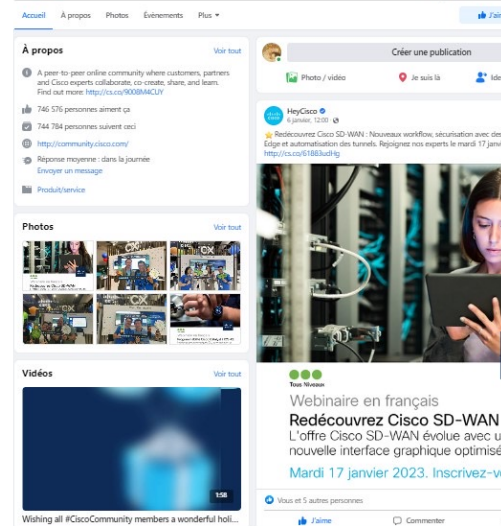 Accueil À propos Photos Événements Plus
J'aim
À propos
Voir tout
A peer-to-peer online community where customers, partners
and Cisco experts collaborate, co-create, share, and learn.
Find out more: http://cs.co/9008M4CUY
746 576 personnes aiment ça
744 784 personnes suivent ceci
http://community.cisco.com/
Réponse moyenne : dans la journée
Envoyer un message
Produit/service
Photos
Voir tout
Vidéos
Voir tout
1:58
Wishing all #CiscoCommunity members a wonderful holi...
Créer une publication
Photo / vidéo Je suis là Ide
HeyCisco
6 janvier, 12:00
Redécouvrez Cisco SD-WAN : Nouveaux workflow, sécurisation avec des
Edge et automatisation des tunnels. Rejoignez nos experts le mardi 17 janvi
http://cs.co/61883udHg
Tous Niveaux
Webinaire en français
Redécouvrez Cisco SD-WAN
L'offre Cisco SD-WAN évolue avec u
nouvelle interface graphique optimisé
Mardi 17 janvier 2023. Inscrivez-v
Vous et 5 autres personnes
J'aime Commenter